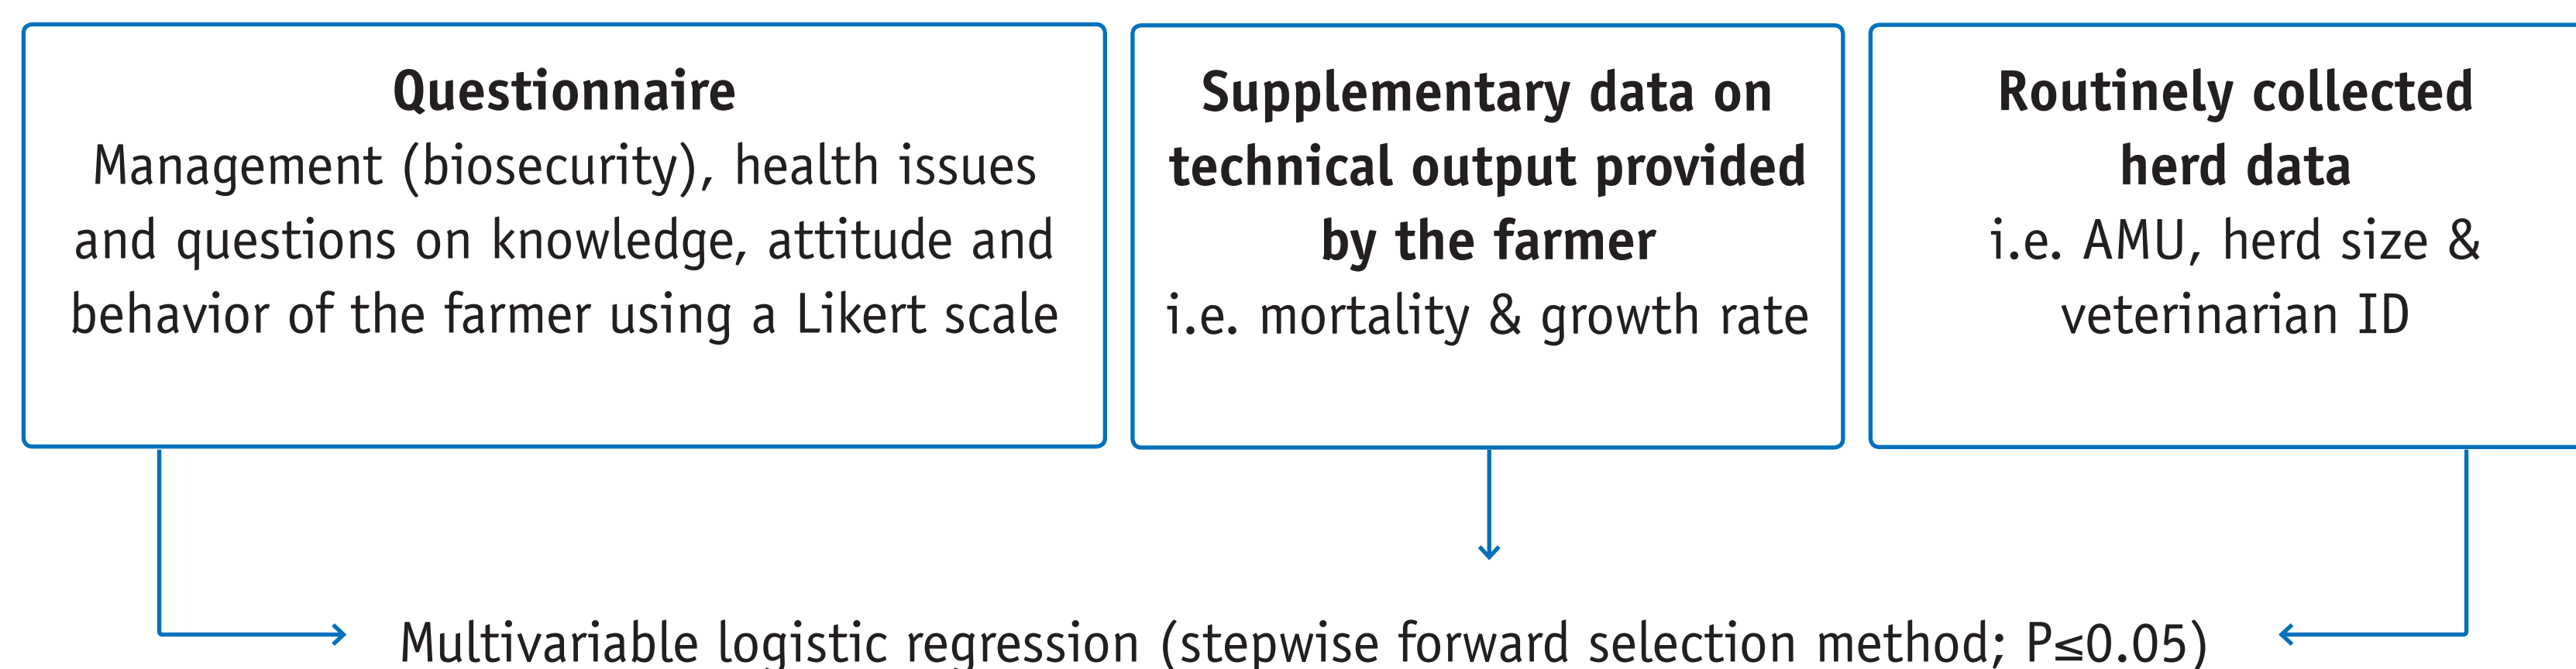 Questionnaire
Management (biosecurity), health issues
and questions on knowledge, attitude and
behavior of the farmer using a Likert scale
Supplementary data on
technical output provided
by the farmer
i.e. mortality & growth rate
Routinely collected
herd data
i.e. AMU, herd size &
veterinarian ID
Multivariable logistic regression (stepwise forward selection method; P≤0.05)